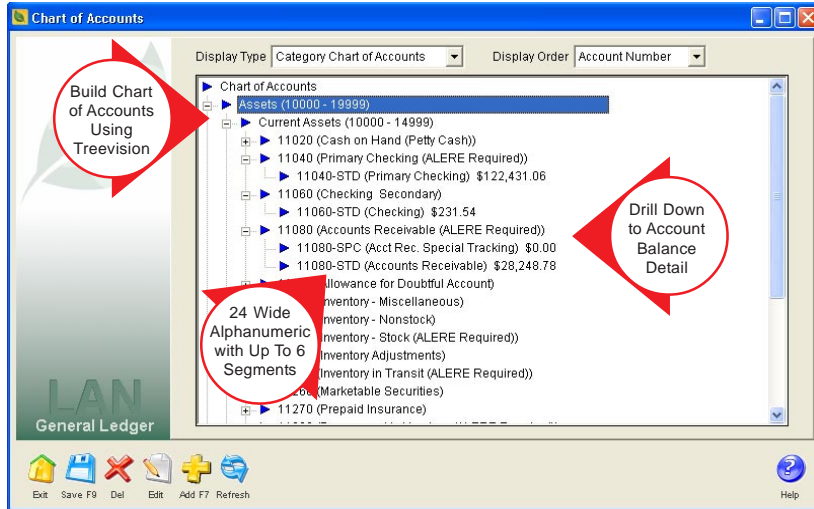 Chart of Accounts
Display Type Category Chart of Accounts Display Order Account Number
Build Chart
of Accounts
Using
Treevision
Chart of Accounts
Assets (10000 - 19999)
Current Assets (10000 - 14999)
11020 (Cash on Hand (Petty Cash))
11040 (Primary Checking (ALERE Required))
11040-STD (Primary Checking) $122,431.06
11060 (Checking Secondary)
11060-STD (Checking) $231.54
11080 (Accounts Receivable (ALERE Required))
11080-SPC (Acct Rec. Special Tracking) $0.00
11080-STD (Accounts Receivable) $28,248.78
Allowance for Doubtful Account)
Inventory - Miscellaneous)
Inventory - Nonstock)
Inventory - Stock (ALERE Required))
Inventory Adjustments)
Inventory in Transit (ALERE Required))
(Marketable Securities)
11270 (Prepaid Insurance)
Drill Down
to Account
Balance
Detail
24 Wide
Alphanumeric
with Up To 6
Segments
LAN
General Ledger
Exit Save F9 Del Edit Add F7 Refresh Help